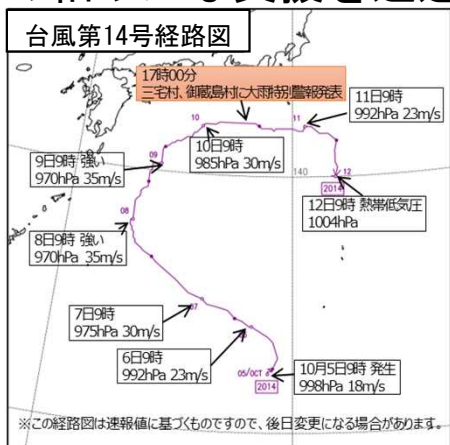 台風第14号経路図
17時00分
三宅村、御蔵島村に大雨特別警報発表
10
11
11日9時
992hPa 23m/s
10日9時
985hPa 30m/s
09
9日9時 強い
970hPa 35m/s
140
12
2014
12日9時 熱帯低気圧
1004hPa
08
8日9時 強い
970hPa 35m/s
07
7日9時
975hPa 30m/s
6日9時
992hPa 23m/s
05/OCT
2014
10月5日9時 発生
998hPa 18m/s
※この経路図は速報値に基づくものですので、後日変更になる場合があります。